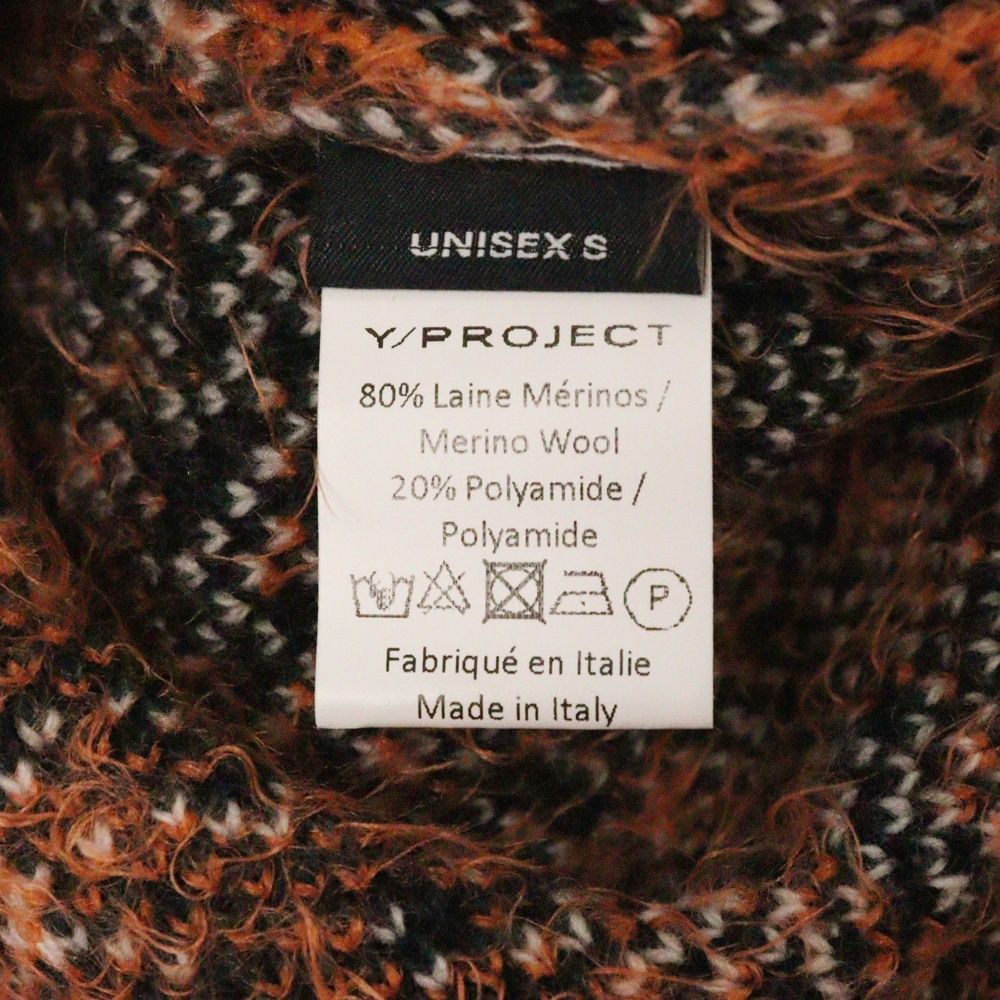 UNISEX S
Y/PROJECT
80% Laine Mérinos /
Merino Wool
20% Polyamide /
Polyamide
P
Fabriqué en Italie
Made in Italy